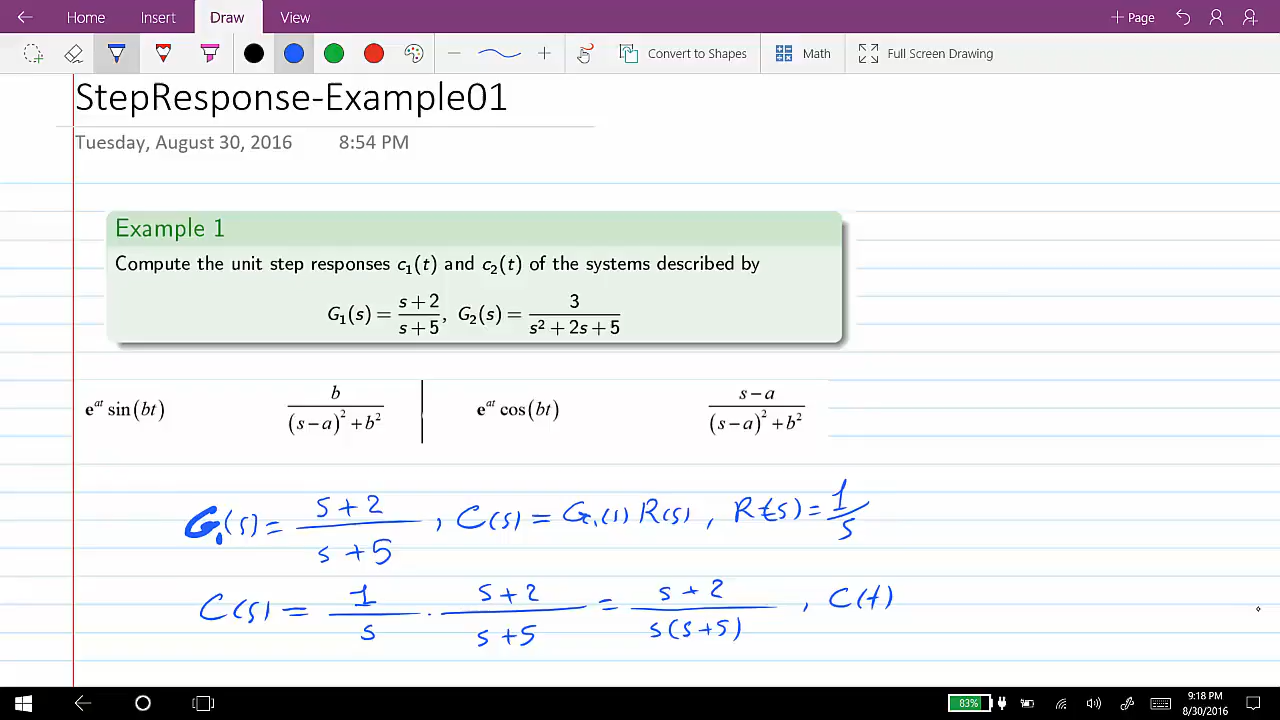 Home Insert Draw View + Page
Convert to Shapes Math Full Screen Drawing
StepResponse-Example01
Tuesday, August 30, 2016 8:54 PM
Example 1
Compute the unit step responses c₁(t) and c₂(t) of the systems described by
G₁(s) = (s+2)/(s+5), G₂(s) = 3/(s²+2s+5)
e^{at} sin(bt) b/((s−a)²+b²) | e^{at} cos(bt) (s−a)/((s−a)²+b²)
G₁(s) = (s+2)/(s+5), C(s) = G₁(s) R(s), R(s) = 1/s
C(s) = 1/s · (s+2)/(s+5) = (s+2)/(s(s+5)), C(t)
83% 9:18 PM
8/30/2016